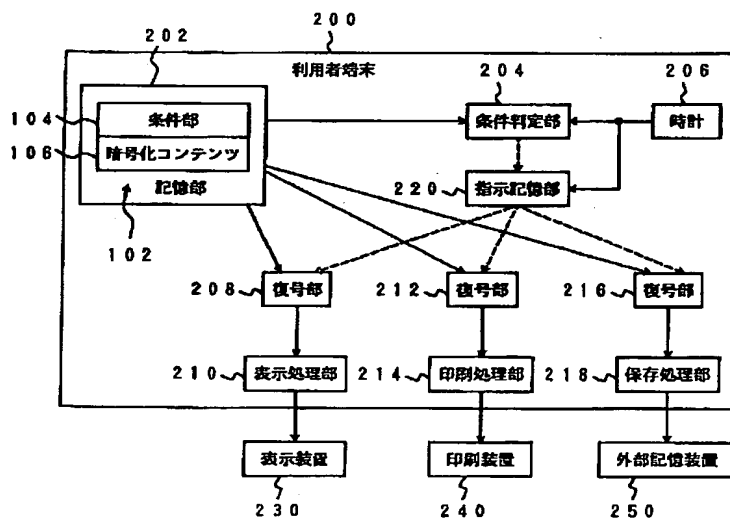 200
202
利用者端末
204
206
104
条件部
条件判定部
時計
106
暗号化コンテンツ
記憶部
220
指示記憶部
102
208
復号部
212
復号部
216
復号部
210
表示処理部
214
印刷処理部
218
保存処理部
表示装置
印刷装置
外部記憶装置
230
240
250